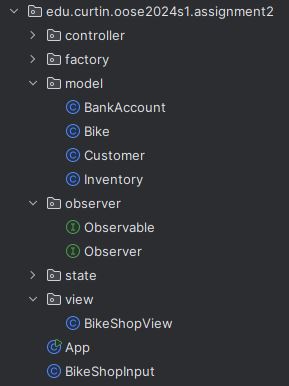 edu.curtin.oose2024s1.assignment2
controller
factory
model
BankAccount
Bike
Customer
Inventory
observer
Observable
Observer
state
view
BikeShopView
App
BikeShopInput